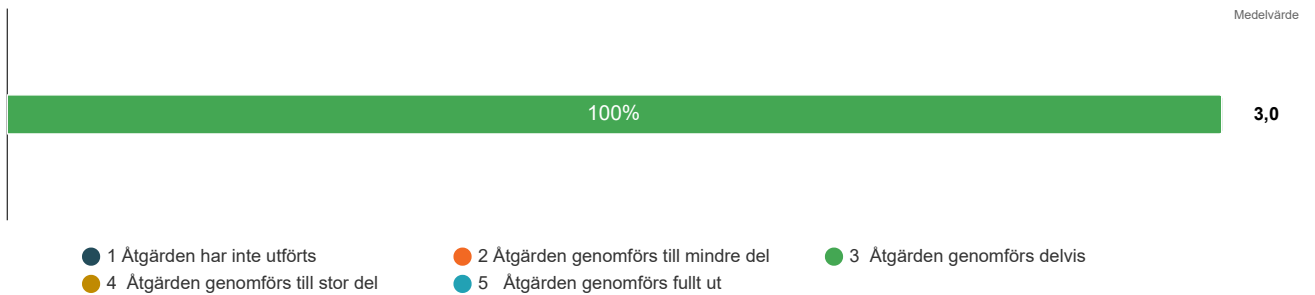 Medelvärde
100%
3,0
1 Åtgärden har inte utförts
2 Åtgärden genomförs till mindre del
3 Åtgärden genomförs delvis
4 Åtgärden genomförs till stor del
5 Åtgärden genomförs fullt ut